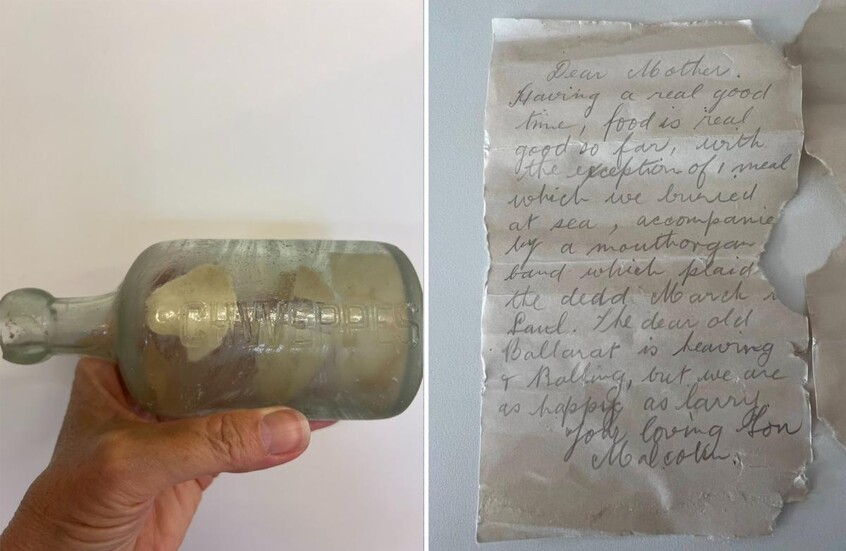 SCHWEPPES
Dear Mother.
Having a real good
time, food is real
good so far, with
the exception of 1 meal
which we buried
at sea, accompanie
by a mouthorgan
band which plaid
the dedd March
Saul. The dear old
Ballarat is heaving
& Balling, but we are
as happy as larry
Your loving Son
Malcolm.